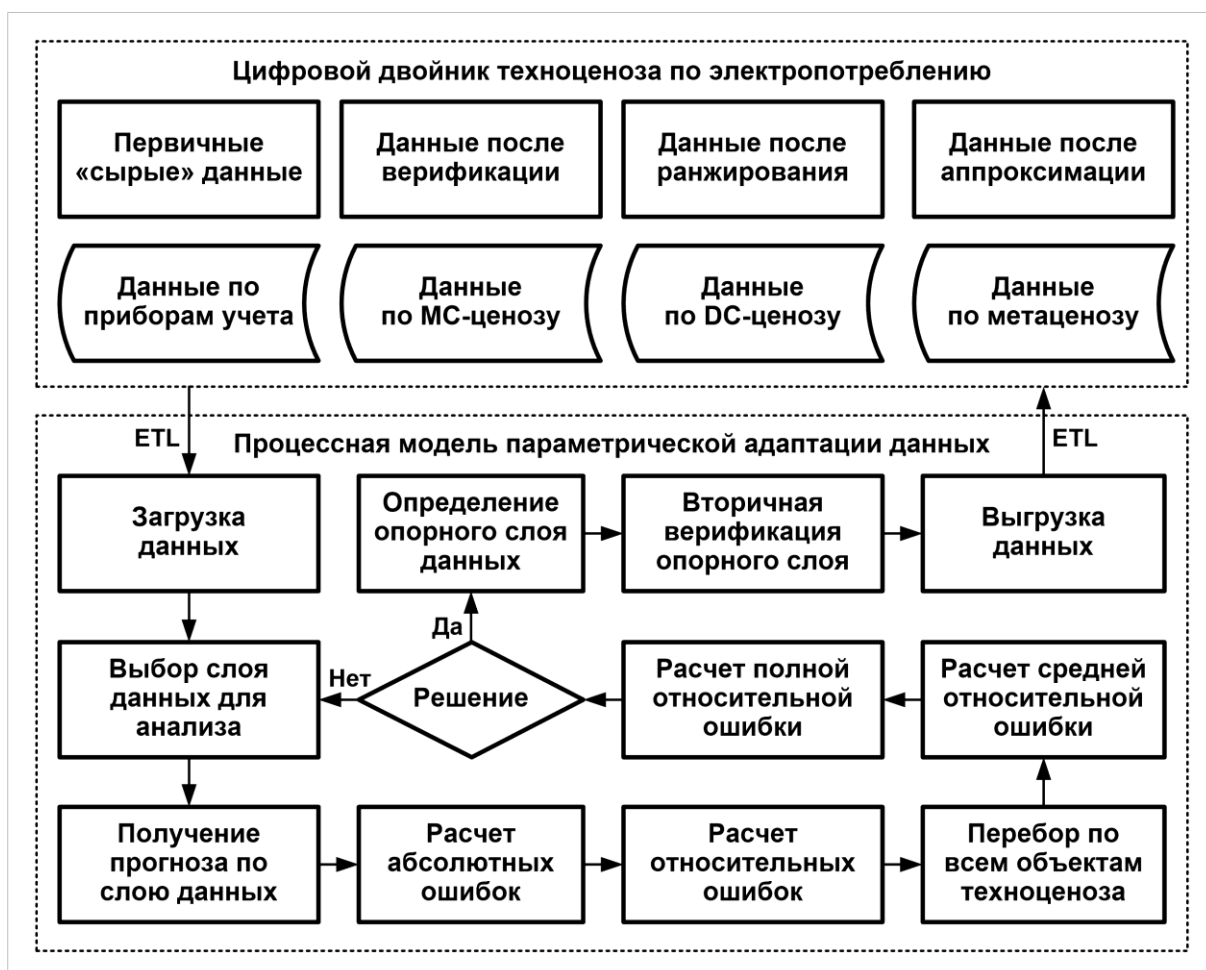 Цифровой двойник техноценоза по электропотреблению
Первичные
«сырые» данные
Данные после
верификации
Данные после
ранжирования
Данные после
аппроксимации
Данные по
приборам учета
Данные
по МС-ценозу
Данные
по DC-ценозу
Данные
по метаценозу
ETL
ETL
Процессная модель параметрической адаптации данных
Загрузка
данных
Определение
опорного слоя
данных
Вторичная
верификация
опорного слоя
Выгрузка
данных
Да
Выбор слоя
данных для
анализа
Нет
Решение
Расчет полной
относительной
ошибки
Расчет средней
относительной
ошибки
Получение
прогноза по
слою данных
Расчет
абсолютных
ошибок
Расчет
относительных
ошибок
Перебор по
всем объектам
техноценоза